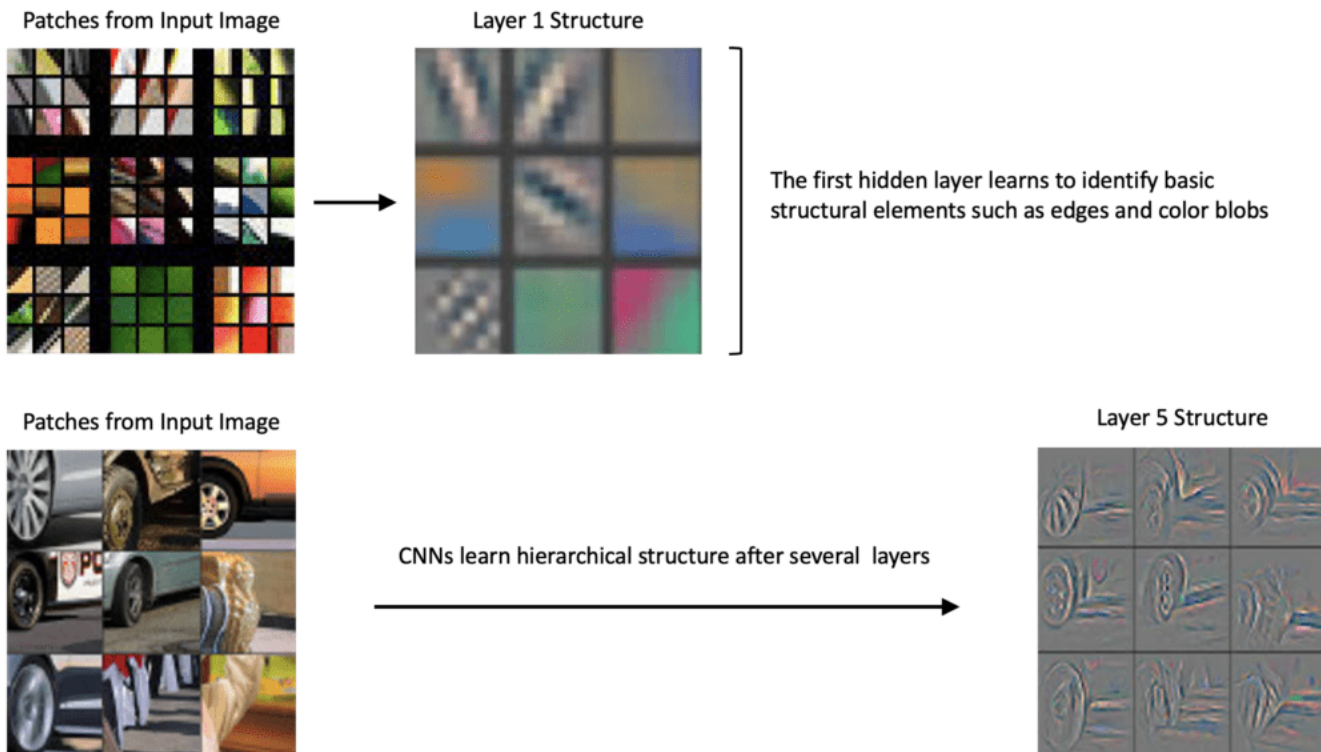 Patches from Input Image
Layer 1 Structure
The first hidden layer learns to identify basic
structural elements such as edges and color blobs
Patches from Input Image
Layer 5 Structure
CNNs learn hierarchical structure after several layers
PO